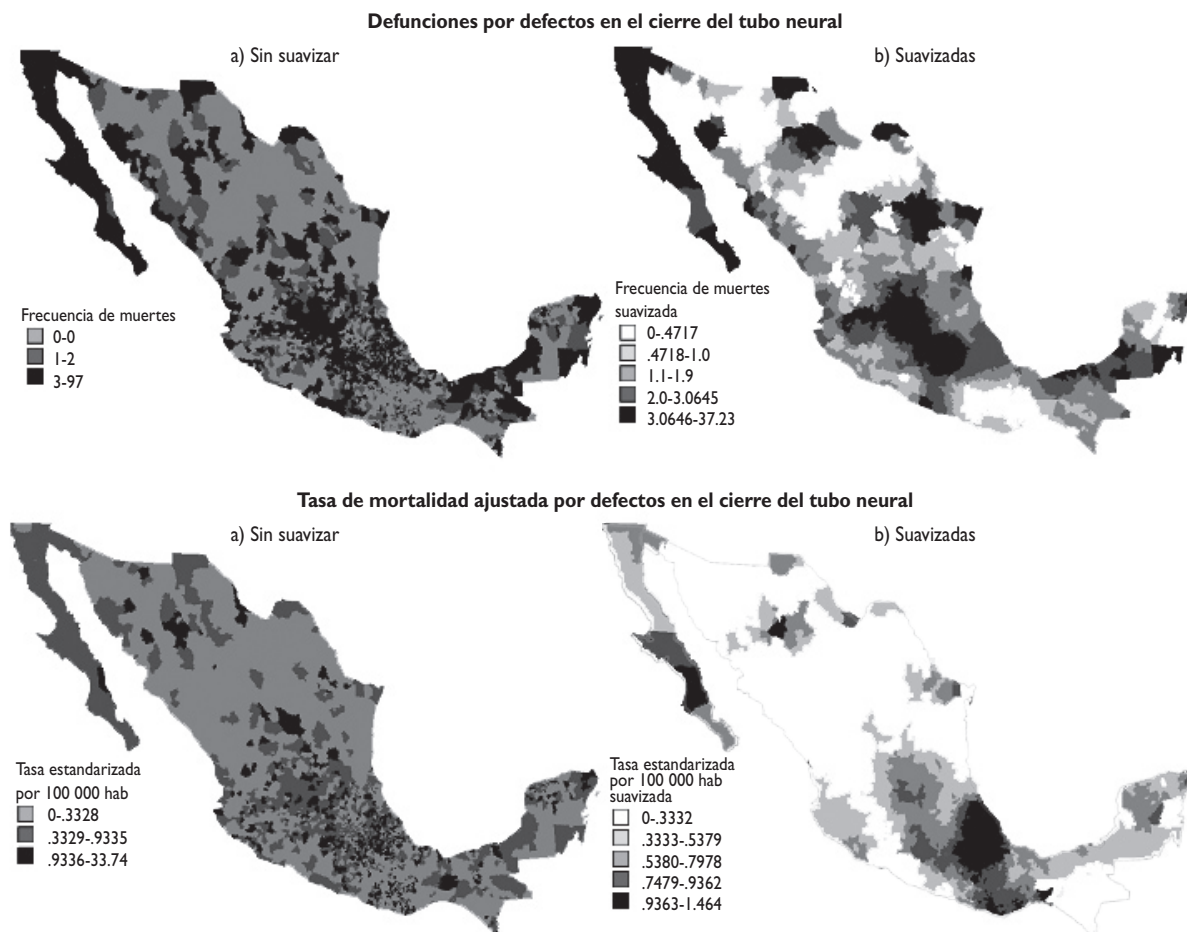 Defunciones por defectos en el cierre del tubo neural
a) Sin suavizar
b) Suavizadas
Frecuencia de muertes
0-0
1-2
3-97
Frecuencia de muertes
suavizada
0-.4717
.4718-1.0
1.1-1.9
2.0-3.0645
3.0646-37.23
Tasa de mortalidad ajustada por defectos en el cierre del tubo neural
a) Sin suavizar
b) Suavizadas
Tasa estandarizada
por 100 000 hab
0-.3328
.3329-.9335
.9336-33.74
Tasa estandarizada
por 100 000 hab
suavizada
0-.3332
.3333-.5379
.5380-.7978
.7479-.9362
.9363-1.464